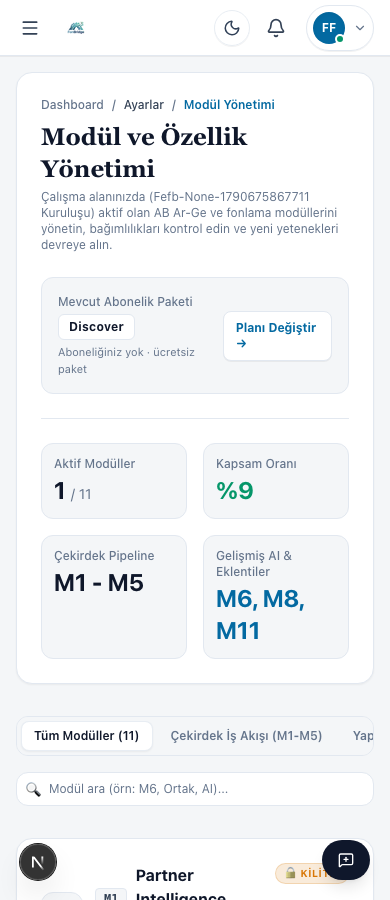 FF
Dashboard / Ayarlar / Modül Yönetimi
Modül ve Özellik
Yönetimi
Çalışma alanınızda (Fefb-None-1790675867711
Kuruluşu) aktif olan AB Ar-Ge ve fonlama modüllerini
yönetin, bağımlılıkları kontrol edin ve yeni yetenekleri
devreye alın.
Mevcut Abonelik Paketi
Discover
Aboneliğiniz yok · ücretsiz
paket
Planı Değiştir
→
Aktif Modüller
1 / 11
Kapsam Oranı
%9
Çekirdek Pipeline
M1 - M5
Gelişmiş AI &
Eklentiler
M6, M8,
M11
Tüm Modüller (11)
Çekirdek İş Akışı (M1-M5)
Yap
Modül ara (örn: M6, Ortak, AI)...
N
M1
Partner
Intelligence
KİLİT